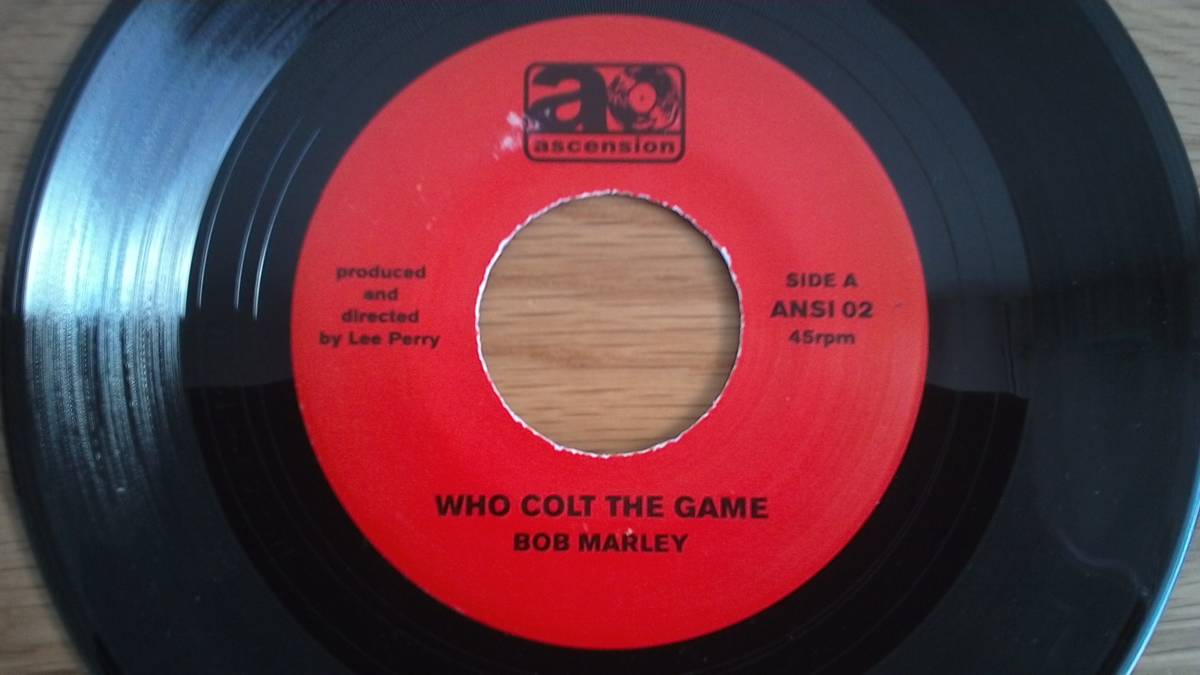 a
ascension
produced
and
directed
by Lee Perry
SIDE A
ANSI 02
45rpm
WHO COLT THE GAME
BOB MARLEY